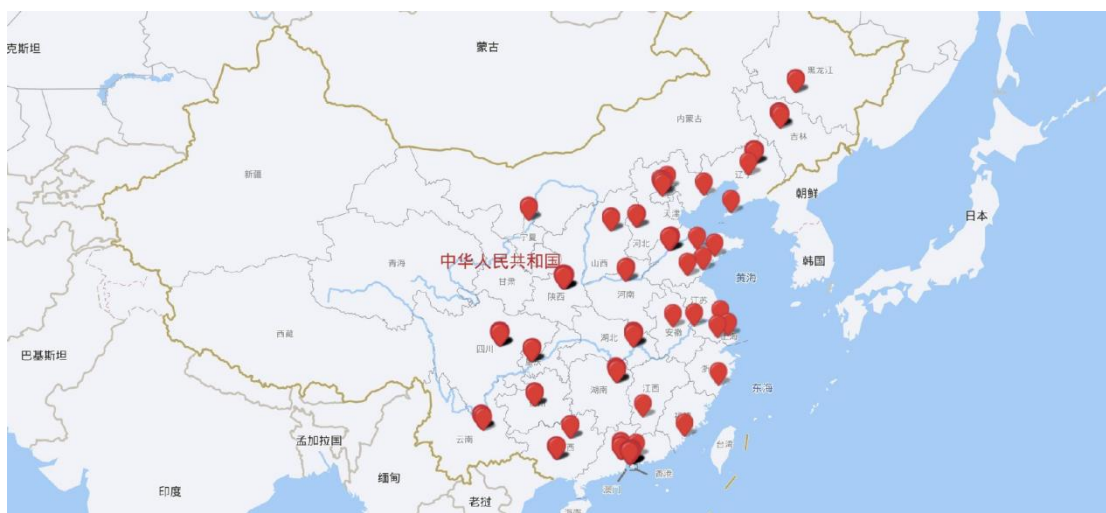 克斯坦
蒙古
黑龙江
内蒙古
吉林
新疆
朝鲜
日本
天津
河北
宁夏
中华人民共和国
山西
青海
甘肃
韩国
黄海
陕西
河南
江苏
西藏
安徽
湖北
四川
巴基斯坦
东海
湖南
江西
云南
孟加拉国
台湾
香港
缅甸
澳门
印度
老挝